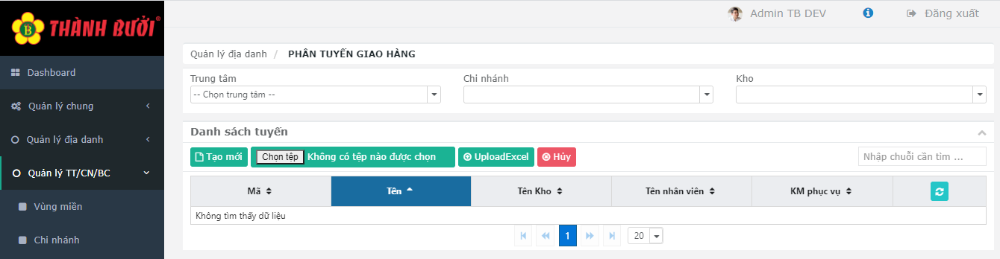 THÀNH BƯỞI®
B
Admin TB DEV
Đăng xuất
Dashboard
Quản lý chung
Quản lý địa danh
Quản lý TT/CN/BC
Vùng miền
Chi nhánh
Quản lý địa danh / PHÂN TUYẾN GIAO HÀNG
Trung tâm Chi nhánh Kho
-- Chọn trung tâm --
Danh sách tuyến
Tạo mới Chọn tệp Không có tệp nào được chọn UploadExcel Hủy Nhập chuỗi cần tìm ...
Mã Tên Tên Kho Tên nhân viên KM phục vụ
Không tìm thấy dữ liệu
1 20